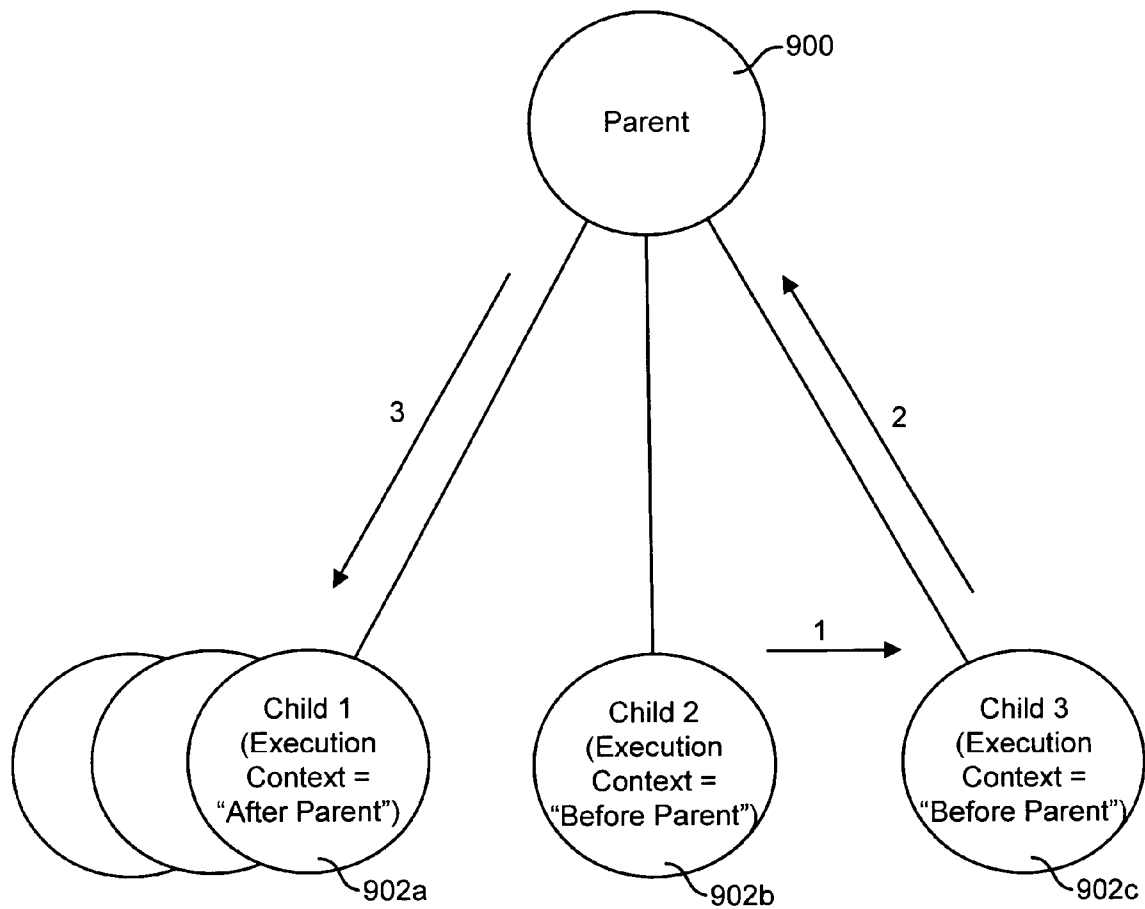 900
Parent
3
2
1
Child 1
(Execution
Context =
“After Parent”)
Child 2
(Execution
Context =
“Before Parent”)
Child 3
(Execution
Context =
“Before Parent”)
902a
902b
902c